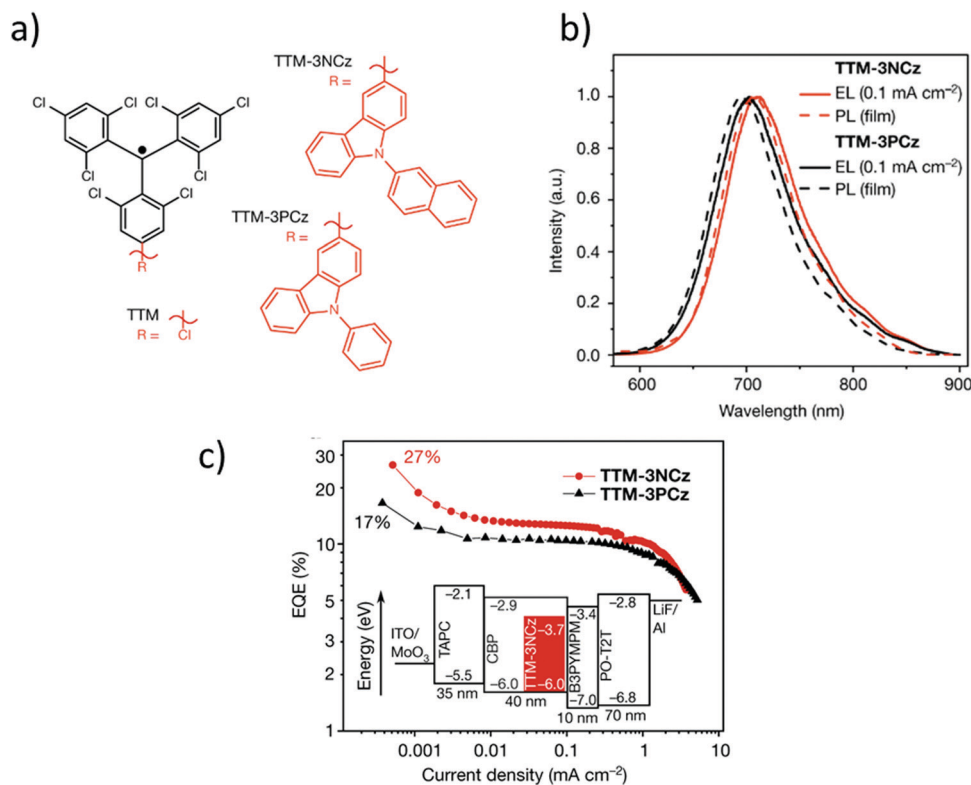 a)
TTM-3NCz
R =
Cl
Cl
Cl
Cl
Cl
Cl
Cl
Cl
N
TTM-3PCz
R =
R
N
TTM
R =
Cl
b)
TTM-3NCz
EL (0.1 mA cm⁻²)
PL (film)
TTM-3PCz
EL (0.1 mA cm⁻²)
PL (film)
Intensity (a.u.)
1.0
0.8
0.6
0.4
0.2
0.0
600
700
800
900
Wavelength (nm)
c)
27%
17%
TTM-3NCz
TTM-3PCz
EQE (%)
30
20
10
5
3
2
1
Energy (eV)
ITO/
MoO₃
−2.1
TAPC
−5.5
35 nm
−2.9
CBP
−6.0
−3.7
TTM-3NCz
−6.0
40 nm
−3.4
B3PYMPM
−7.0
10 nm
−2.8
PO-T2T
−6.8
70 nm
LiF/
Al
0.001
0.01
0.1
1
10
Current density (mA cm⁻²)